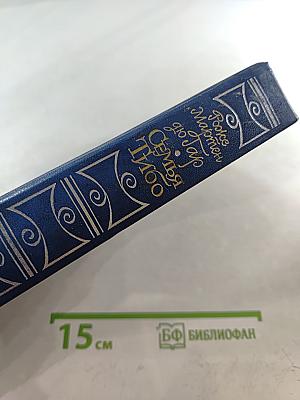 Роже
Мартен
дю Гар
Семья
Тибо
15 см
БФ БИБЛИОФАН